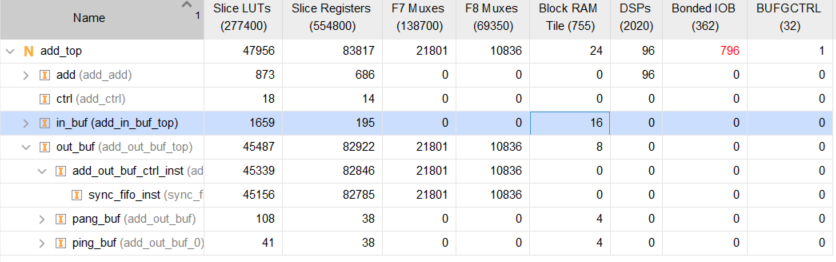 Name 1 Slice LUTs (277400) Slice Registers (554800) F7 Muxes (138700) F8 Muxes (69350) Block RAM Tile (755) DSPs (2020) Bonded IOB (362) BUFGCTRL (32)
N add_top 47956 83817 21801 10836 24 96 796 1
I add (add_add) 873 686 0 0 0 96 0 0
I ctrl (add_ctrl) 18 14 0 0 0 0 0 0
I in_buf (add_in_buf_top) 1659 195 0 0 16 0 0 0
I out_buf (add_out_buf_top) 45487 82922 21801 10836 8 0 0 0
I add_out_buf_ctrl_inst (ad 45339 82846 21801 10836 0 0 0 0
I sync_fifo_inst (sync_f 45156 82785 21801 10836 0 0 0 0
I pang_buf (add_out_buf) 108 38 0 0 4 0 0 0
I ping_buf (add_out_buf_0) 41 38 0 0 4 0 0 0